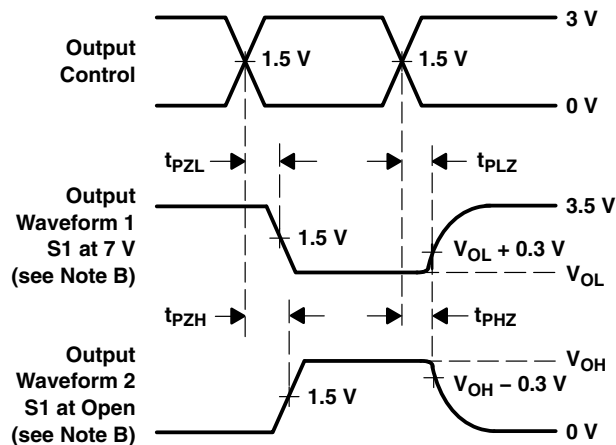 3 V
Output
Control
1.5 V
1.5 V
0 V
tPZL
tPLZ
Output
Waveform 1
S1 at 7 V
(see Note B)
3.5 V
1.5 V
VOL + 0.3 V
VOL
tPZH
tPHZ
Output
Waveform 2
S1 at Open
(see Note B)
VOH
VOH – 0.3 V
1.5 V
0 V